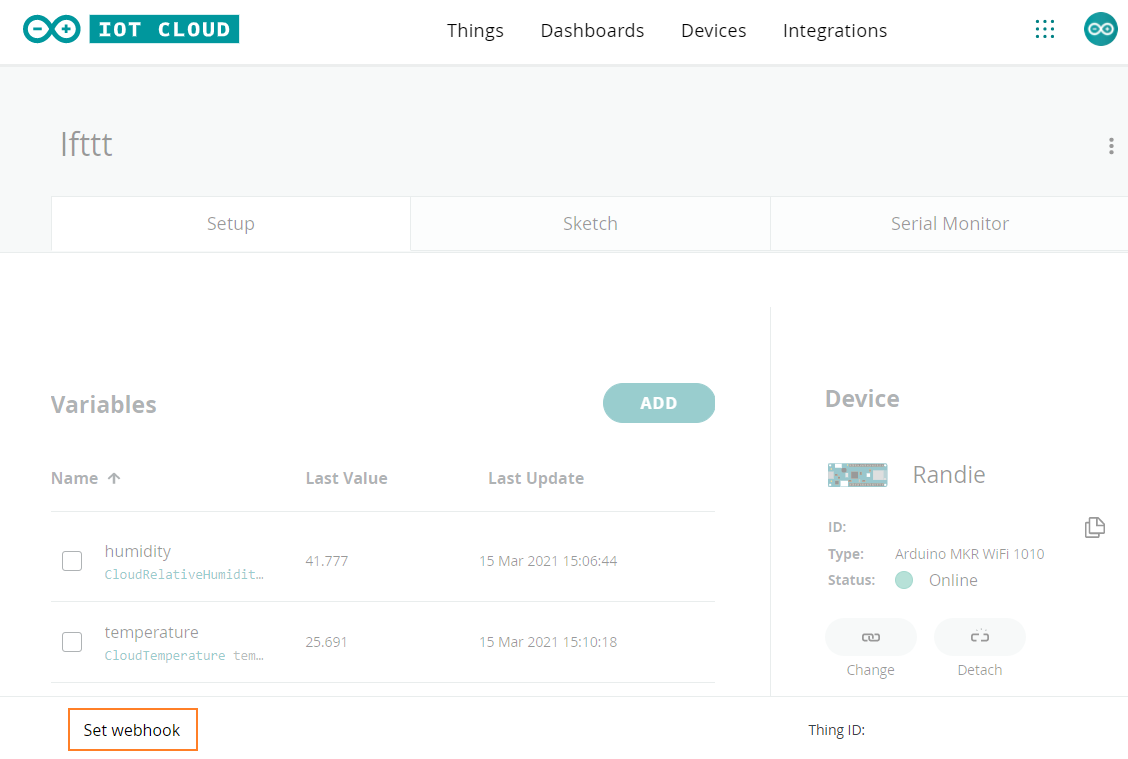 IOT CLOUD Things Dashboards Devices Integrations
Ifttt
Setup Sketch Serial Monitor
Variables ADD
Device
Name Last Value Last Update
Randie
humidity
CloudRelativeHumidit…
41.777 15 Mar 2021 15:06:44
temperature
CloudTemperature tem…
25.691 15 Mar 2021 15:10:18
ID:
Type: Arduino MKR WiFi 1010
Status: Online
Change Detach
Set webhook
Thing ID: